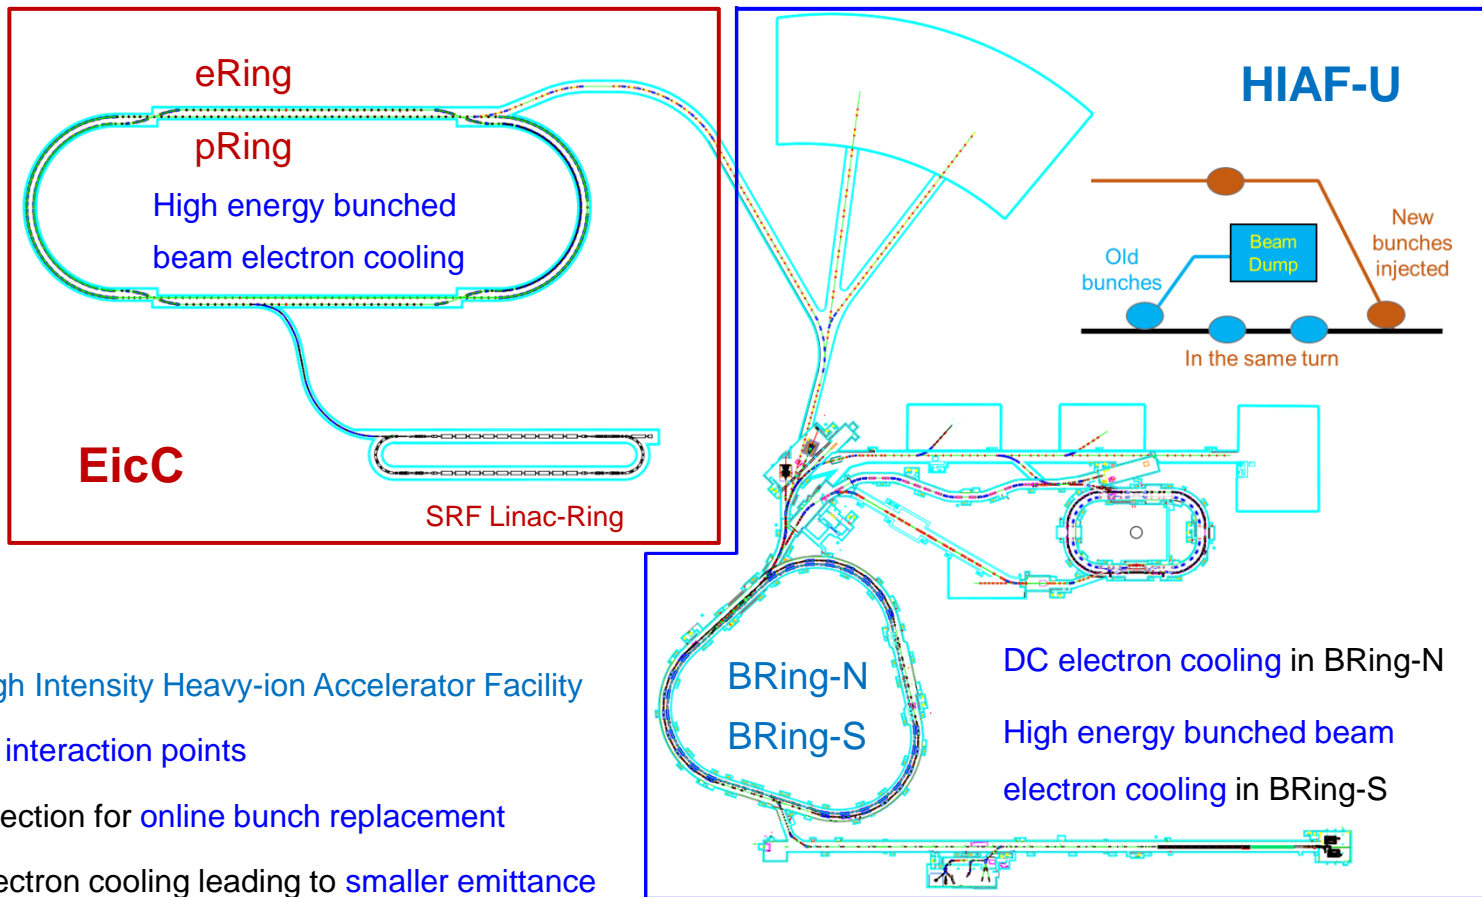 eRing
pRing
High energy bunched
beam electron cooling
EicC
SRF Linac-Ring
HIAF-U
New
bunches
injected
Beam
Dump
Old
bunches
In the same turn
BRing-N
BRing-S
DC electron cooling in BRing-N
High energy bunched beam
electron cooling in BRing-S
gh Intensity Heavy-ion Accelerator Facility
interaction points
ection for online bunch replacement
ectron cooling leading to smaller emittance